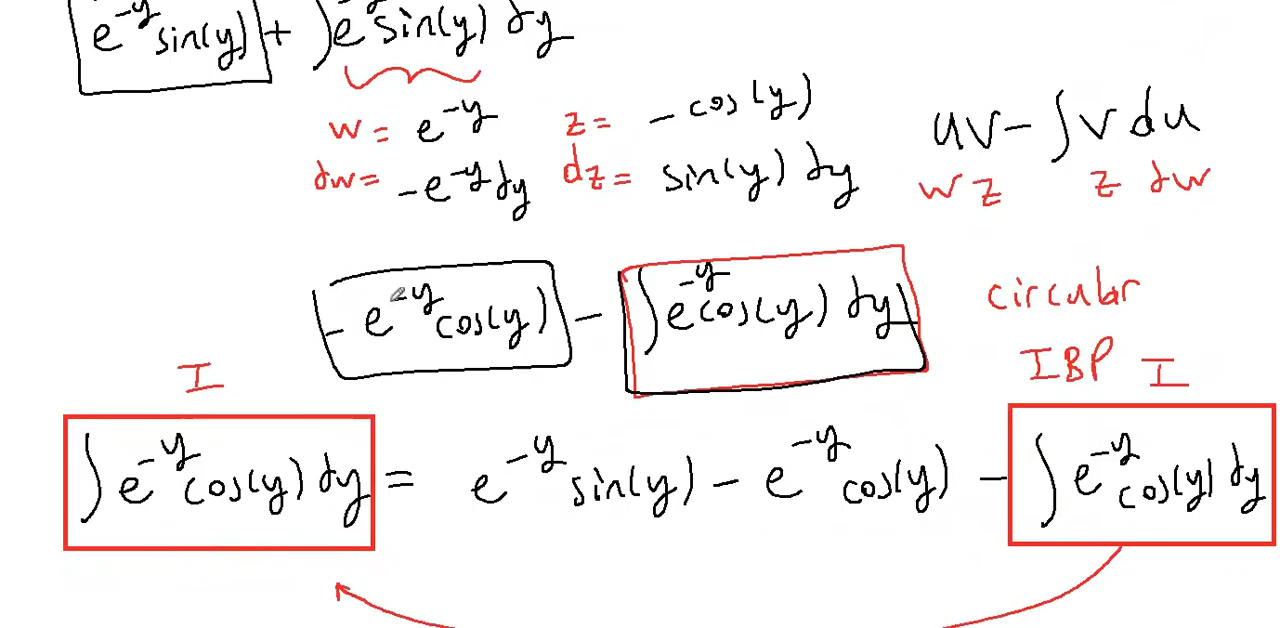 e^{-y} sin(y) + ∫e^{-y} sin(y) dy
w = e^{-y} z = -cos(y)
dw = -e^{-y} dy dz = sin(y) dy
uv - ∫v du
w z z dw
- e^{-y} cos(y) - ∫e^{-y} cos(y) dy
circular
IBP
I I
∫e^{-y} cos(y) dy = e^{-y} sin(y) - e^{-y} cos(y) - ∫e^{-y} cos(y) dy